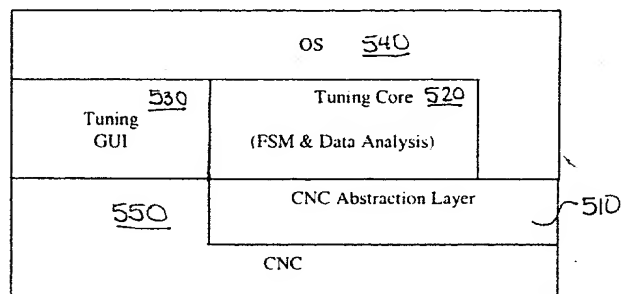 OS 540
Tuning GUI 530
Tuning Core 520
(FSM & Data Analysis)
CNC Abstraction Layer
510
550
CNC